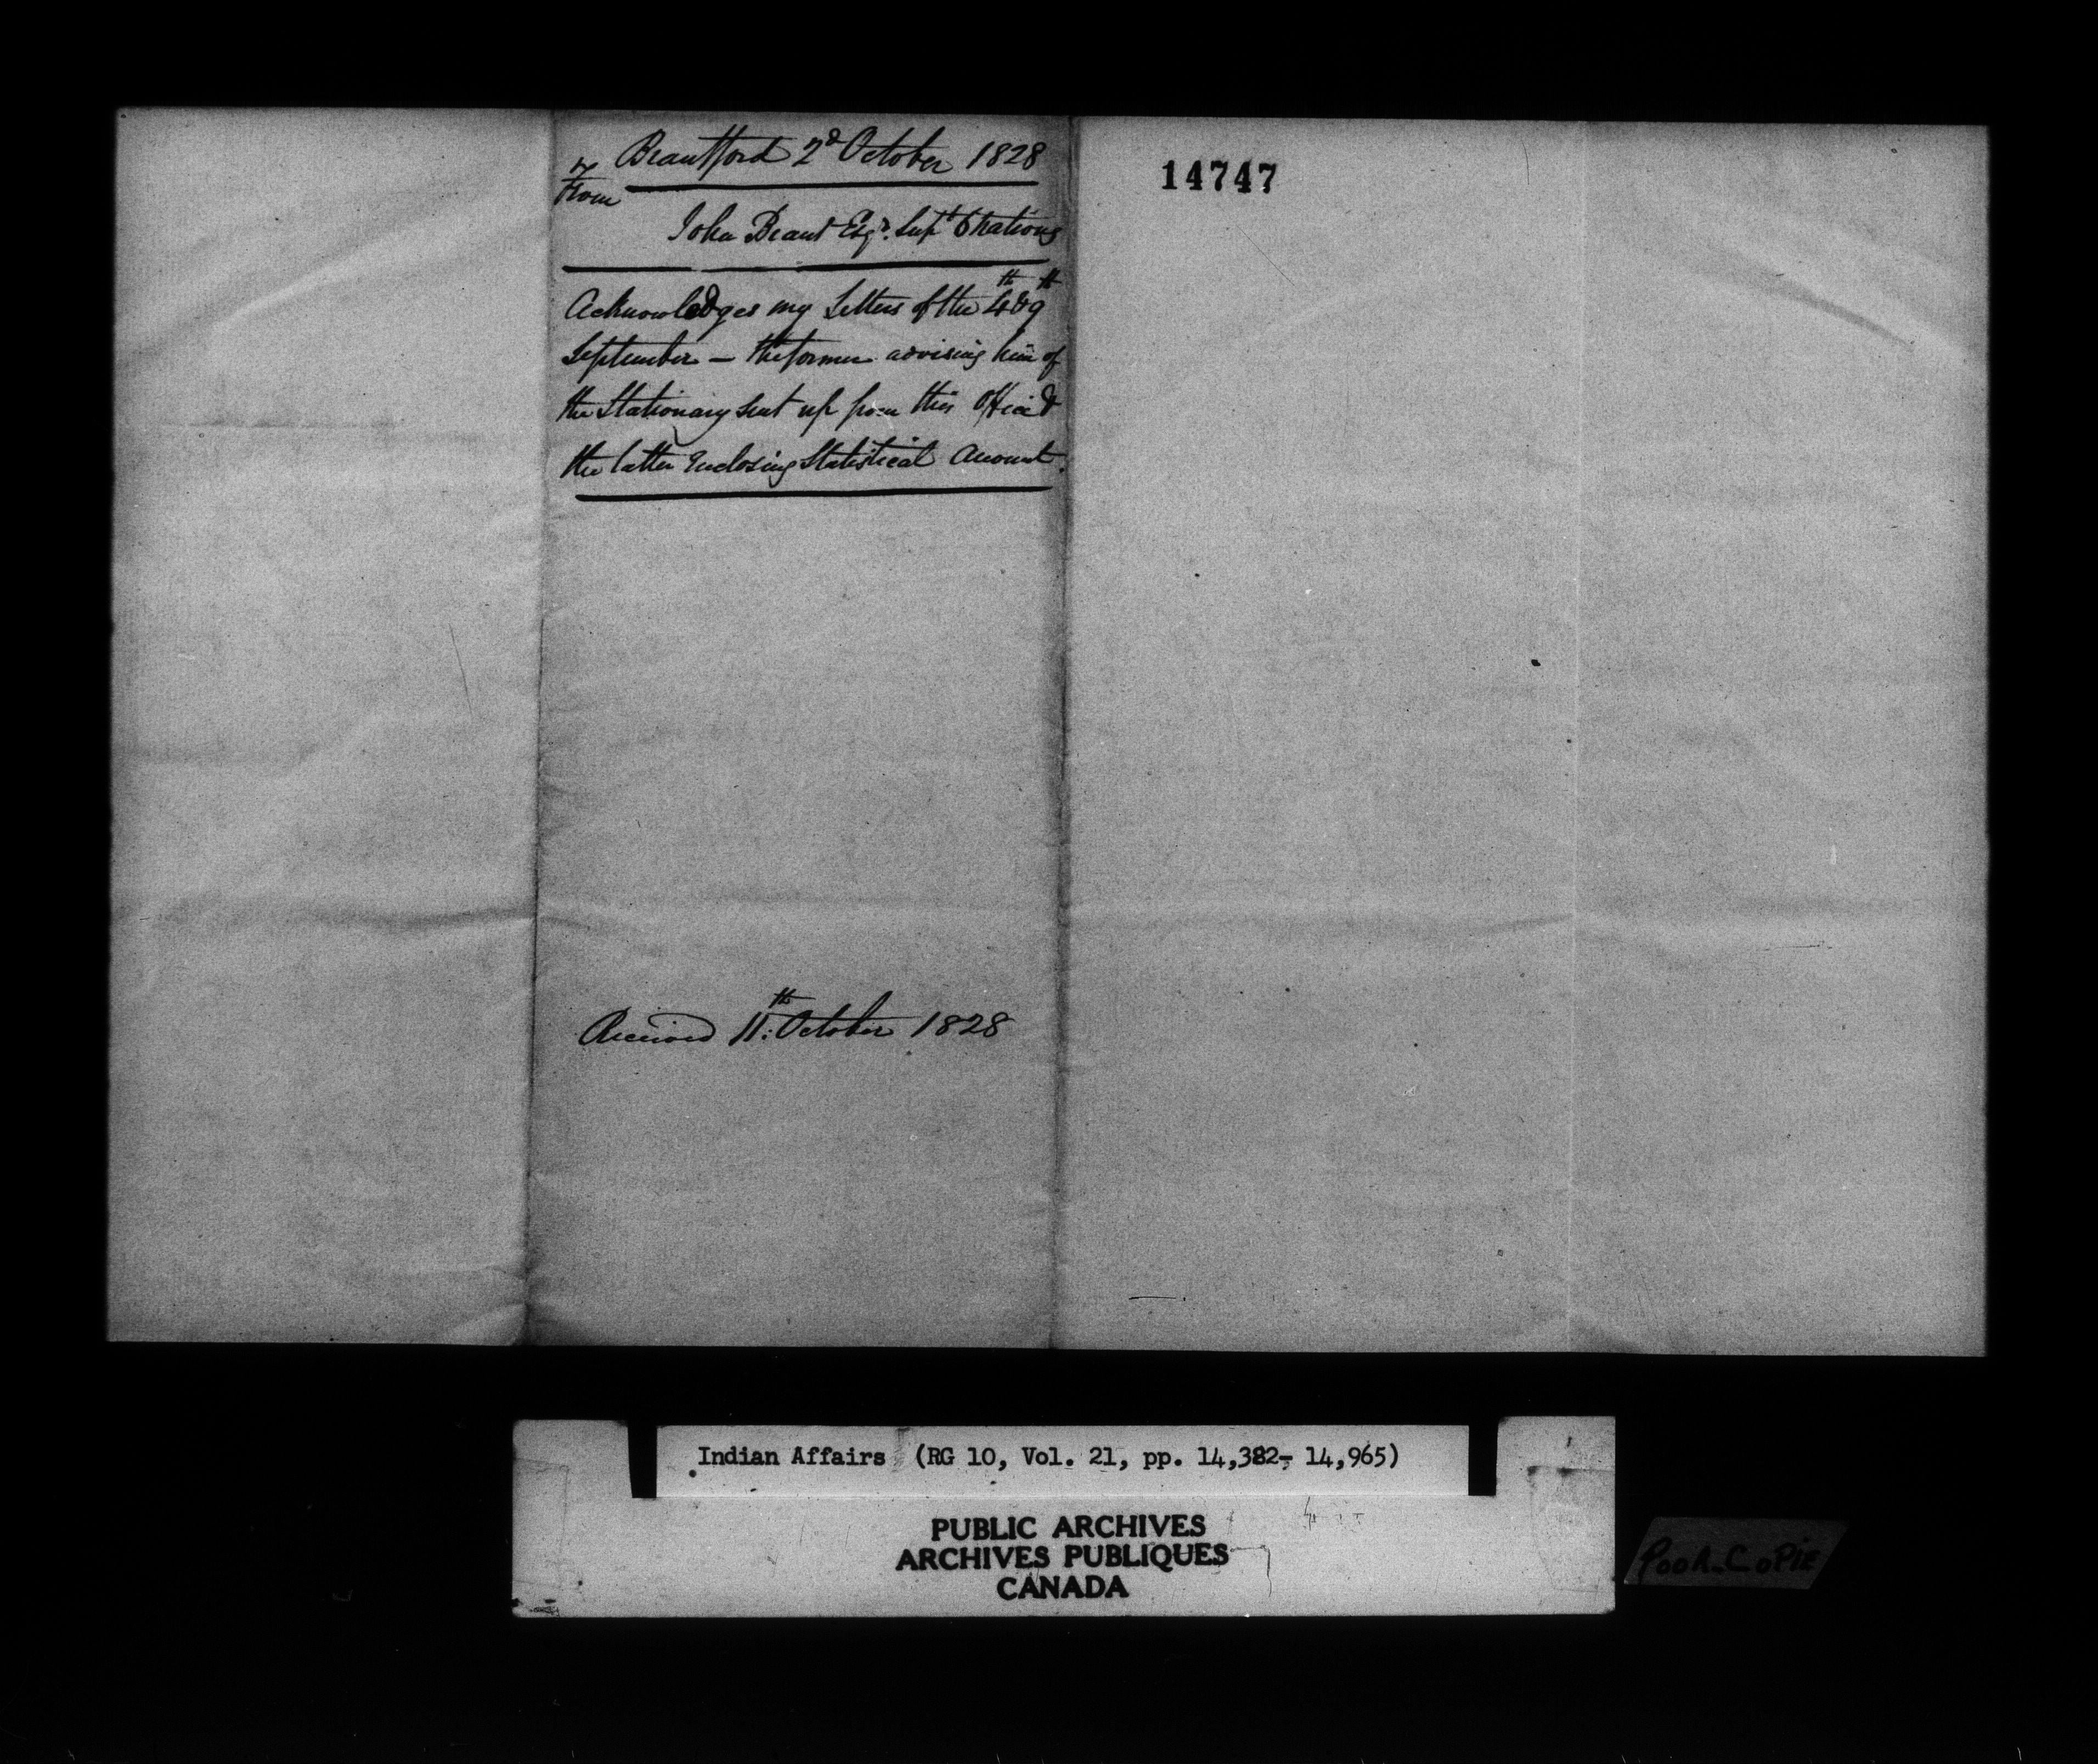 Brantford 2d October 1828
From
John Brant Esqr. Supt 6 Nations
Acknowledges my Letters of the 4th & 9th
September — the former advising him of
the Stationary sent up from this Office &
the latter Enclosing Statistical Account.
Received 11th: October 1828
14747
Indian Affairs (RG 10, Vol. 21, pp. 14,382- 14,965)
PUBLIC ARCHIVES
ARCHIVES PUBLIQUES
CANADA
POOR-COPIE